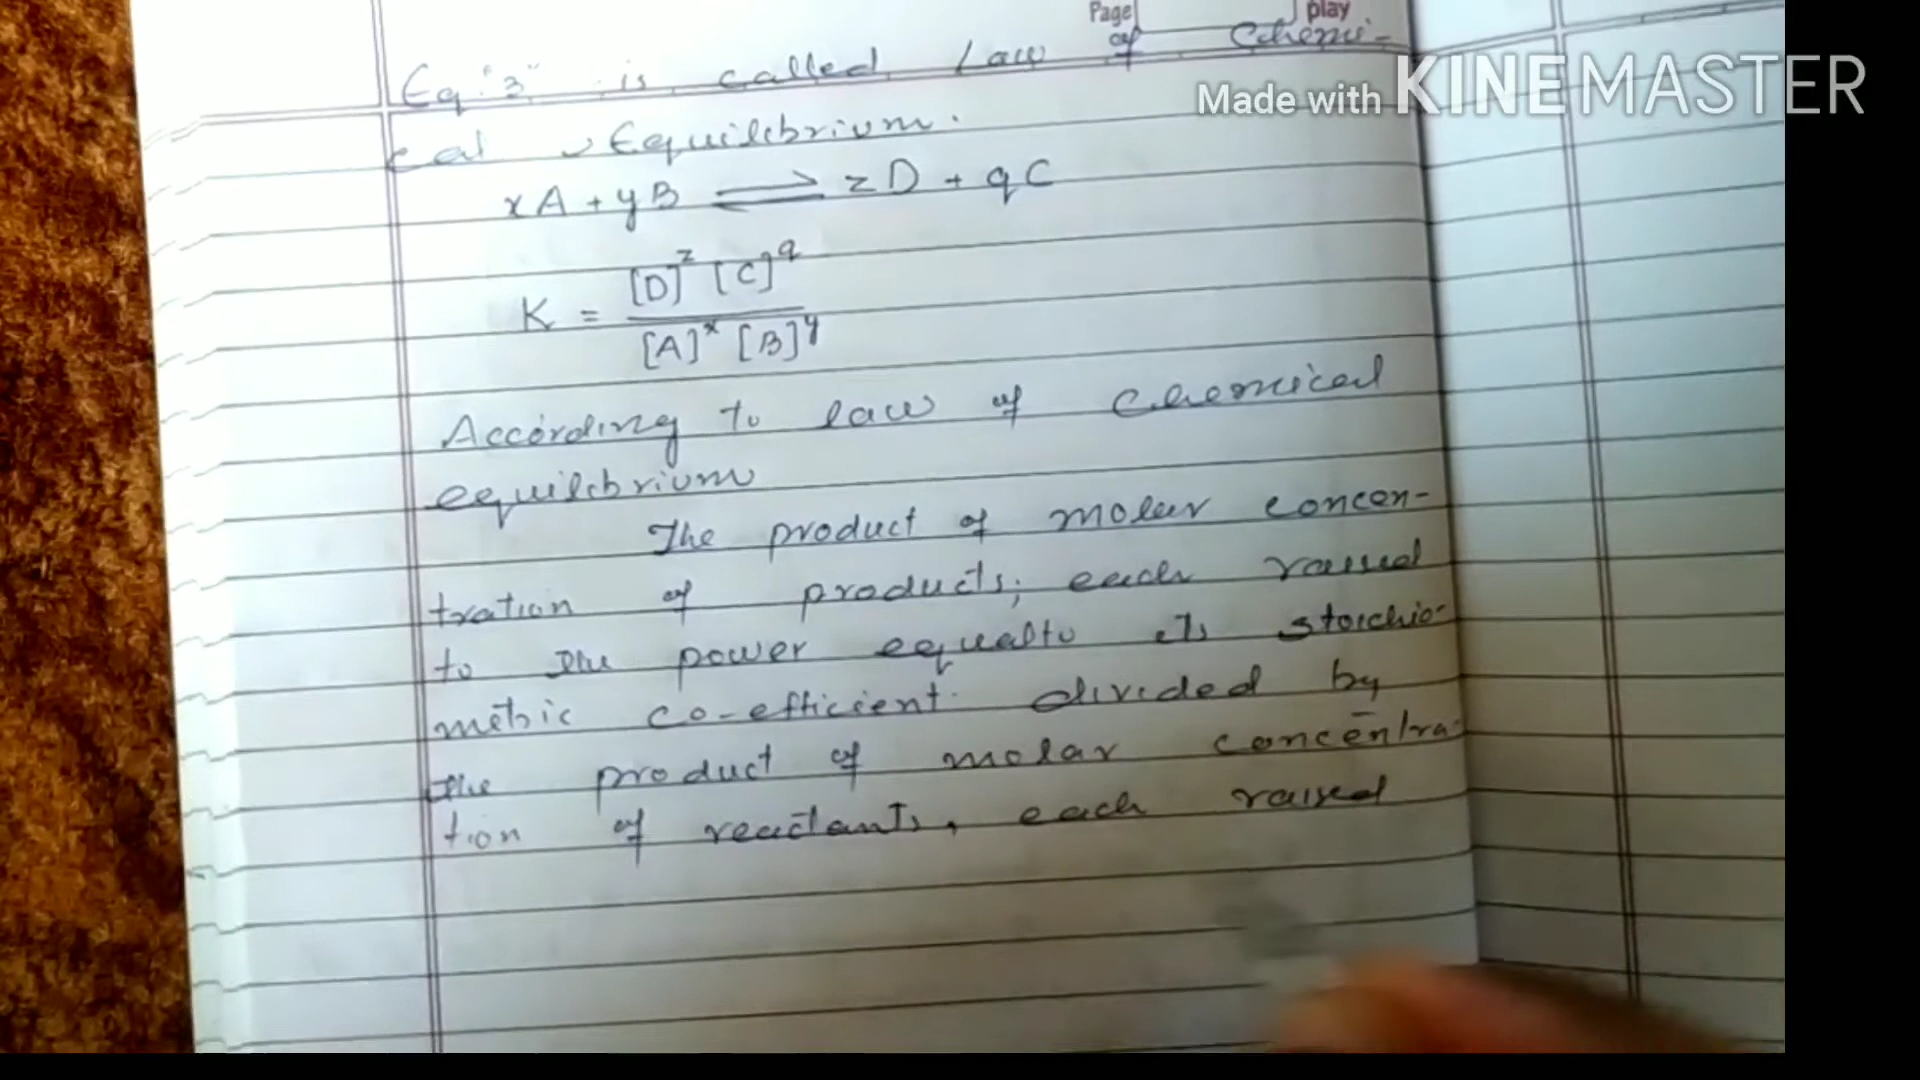 Page
play
Made with KINEMASTER
Eq. "3" is called Law of Chemi-
cal Equilibrium.
xA + yB ⇌ zD + qC
K = [D]^z [C]^q / [A]^x [B]^y
According to law of chemical
equilibrium
The product of molar concen-
tration of products, each raised
to the power equal to its stoichio-
metric co-efficient divided by
the product of molar concentra-
tion of reactants, each raised